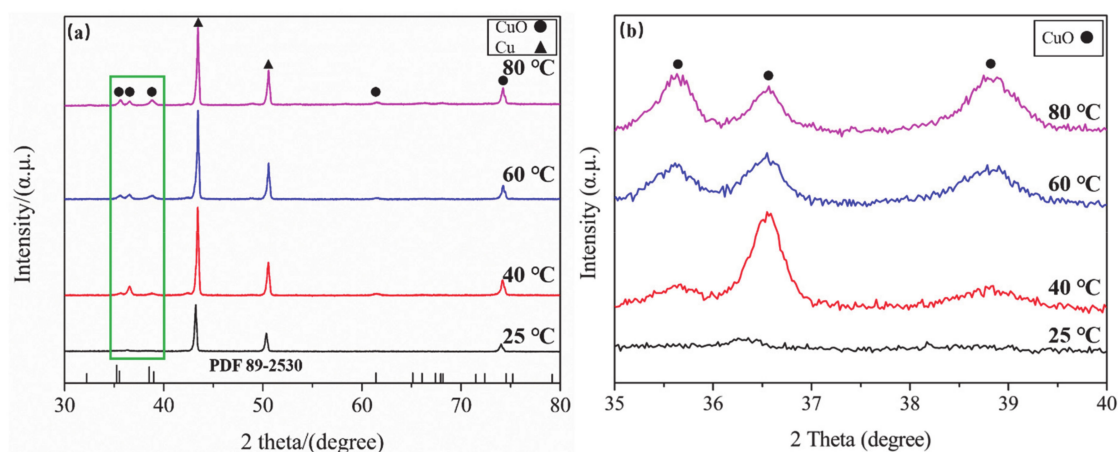 (a)
CuO ●
Cu ▲
80 °C
60 °C
40 °C
25 °C
PDF 89-2530
Intensity/(α.μ.)
30 40 50 60 70 80
2 theta/(degree)
(b)
● CuO
80 °C
60 °C
40 °C
25 °C
Intensity (α.μ.)
35 36 37 38 39 40
2 Theta (degree)